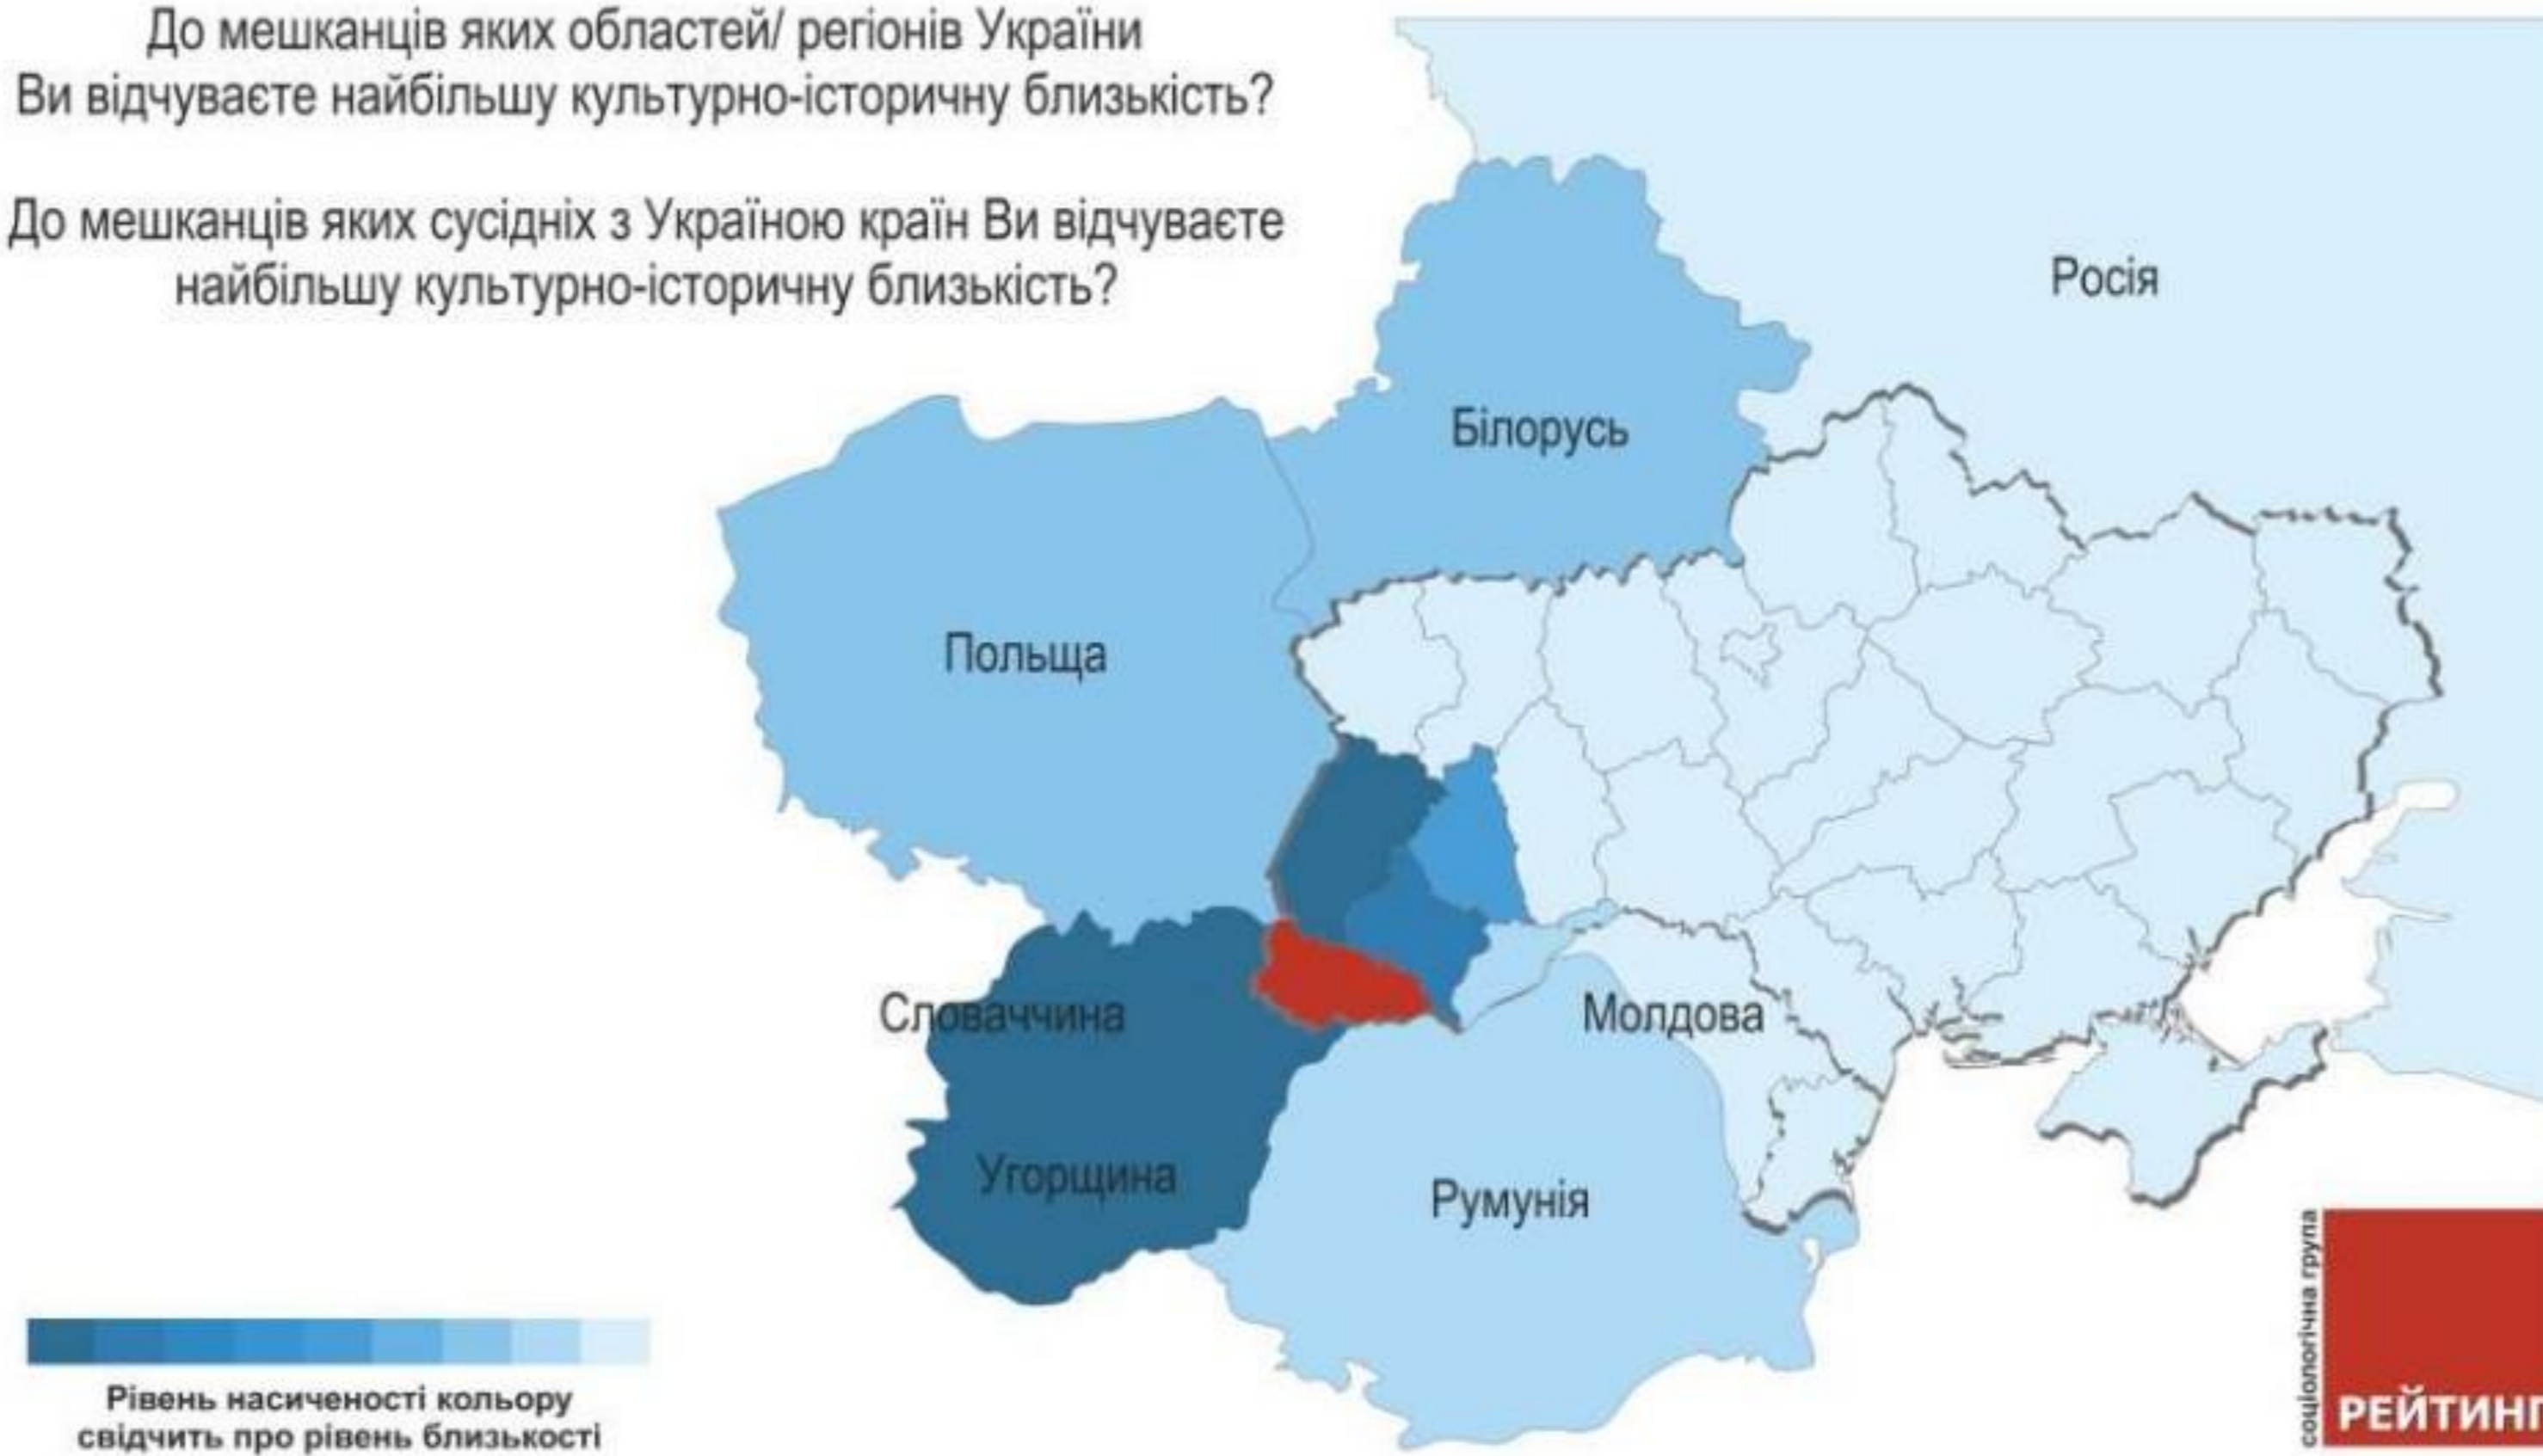 До мешканців яких областей/ регіонів України
Ви відчуваєте найбільшу культурно-історичну близькість?
До мешканців яких сусідніх з Україною країн Ви відчуваєте
найбільшу культурно-історичну близькість?
Росія
Білорусь
Польща
Словаччина
Молдова
Угорщина
Румунія
Рівень насиченості кольору
свідчить про рівень близькості
соціологічна група
РЕЙТИНГ